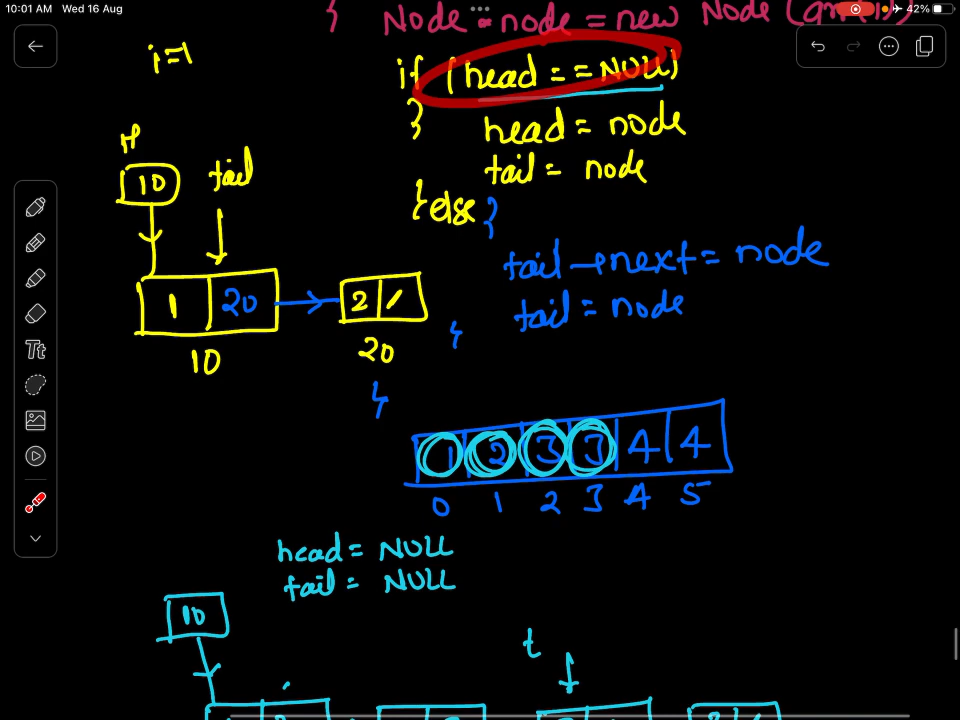 10:01 AM Wed 16 Aug
42%
} Node * node = new Node (arr[i])
i=1
if (head == NULL)
}
head = node
tail = node
} else }
tail → next = node
tail = node
}
}
H
10
tail
1 20
2
10
20
1 2 3 3 4 4
0 1 2 3 4 5
head = NULL
tail = NULL
10
t
Tt